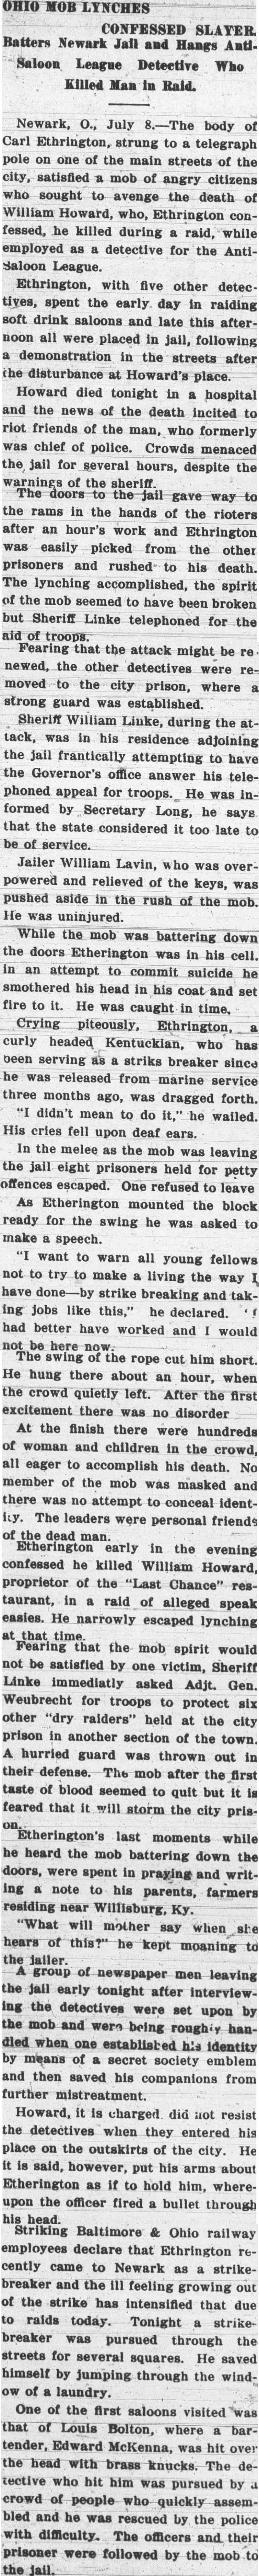 OHIO MOB LYNCHES
CONFESSED SLAYER.
Batters Newark Jail and Hangs Anti-
Saloon League Detective Who
Killed Man in Raid.
Newark, O., July 8.—The body of
Carl Ethrington, strung to a telegraph
pole on one of the main streets of the
city, satisfied a mob of angry citizens
who sought to avenge the death of
William Howard, who, Ethrington con-
fessed, he killed during a raid, while
employed as a detective for the Anti-
Saloon League.
Ethrington, with five other detec-
tives, spent the early day in raiding
soft drink saloons and late this after-
noon all were placed in jail, following
a demonstration in the streets after
the disturbance at Howard's place.
Howard died tonight in a hospital
and the news of the death incited to
riot friends of the man, who formerly
was chief of police. Crowds menaced
the jail for several hours, despite the
warnings of the sheriff.
The doors to the jail gave way to
the rams in the hands of the rioters
after an hour's work and Ethrington
was easily picked from the other
prisoners and rushed to his death.
The lynching accomplished, the spirit
of the mob seemed to have been broken
but Sheriff Linke telephoned for the
aid of troops.
Fearing that the attack might be re-
newed, the other detectives were re-
moved to the city prison, where a
strong guard was established.
Sheriff William Linke, during the at-
tack, was in his residence adjoining
the jail frantically attempting to have
the Governor's office answer his tele-
phoned appeal for troops. He was in-
formed by Secretary Long, he says
that the state considered it too late to
be of service.
Jailer William Lavin, who was over-
powered and relieved of the keys, was
pushed aside in the rush of the mob.
He was uninjured.
While the mob was battering down
the doors Etherington was in his cell.
In an attempt to commit suicide he
smothered his head in his coat and set
fire to it. He was caught in time.
Crying piteously, Ethrington, a
curly headed Kentuckian, who has
been serving as a striks breaker since
he was released from marine service
three months ago, was dragged forth.
"I didn't mean to do it," he wailed.
His cries fell upon deaf ears.
In the melee as the mob was leaving
the jail eight prisoners held for petty
offences escaped. One refused to leave
As Etherington mounted the block
ready for the swing he was asked to
make a speech.
"I want to warn all young fellows
not to try to make a living the way I
have done—by strike breaking and tak-
ing jobs like this," he declared. "I
had better have worked and I would
not be here now.
The swing of the rope cut him short.
He hung there about an hour, when
the crowd quietly left. After the first
excitement there was no disorder
At the finish there were hundreds
of woman and children in the crowd,
all eager to accomplish his death. No
member of the mob was masked and
there was no attempt to conceal ident-
ity. The leaders were personal friends
of the dead man.
Etherington early in the evening
confessed he killed William Howard,
proprietor of the "Last Chance" res-
taurant, in a raid of alleged speak
easies. He narrowly escaped lynching
at that time.
Fearing that the mob spirit would
not be satisfied by one victim, Sheriff
Linke immediatly asked Adjt. Gen.
Weubrecht for troops to protect six
other "dry raiders" held at the city
prison in another section of the town.
A hurried guard was thrown out in
their defense. The mob after the first
taste of blood seemed to quit but it is
feared that it will storm the city pris-
on.
Etherington's last moments while
he heard the mob battering down the
doors, were spent in praying and writ-
ing a note to his parents, farmers
residing near Willisburg, Ky.
"What will mother say when she
hears of this?" he kept moaning to
the jailer.
A group of newspaper men leaving
the jail early tonight after interview-
ing the detectives were set upon by
the mob and were being roughly han-
dled when one established his identity
by means of a secret society emblem
and then saved his companions from
further mistreatment.
Howard, it is charged. did not resist
the detectives when they entered his
place on the outskirts of the city. He
it is said, however, put his arms about
Etherington as if to hold him, where-
upon the officer fired a bullet through
his head.
Striking Baltimore & Ohio railway
employees declare that Ethrington re-
cently came to Newark as a strike-
breaker and the ill feeling growing out
of the strike has intensified that due
to raids today. Tonight a strike-
breaker was pursued through the
streets for several squares. He saved
himself by jumping through the wind-
ow of a laundry.
One of the first saloons visited was
that of Louis Bolton, where a bar-
tender, Edward McKenna, was hit over
the head with brass knucks. The de-
tective who hit him was pursued by a
crowd of people who quickly assem-
bled and he was rescued by the police
with difficulty. The officers and their
prisoner were followed by the mob to
the jail.